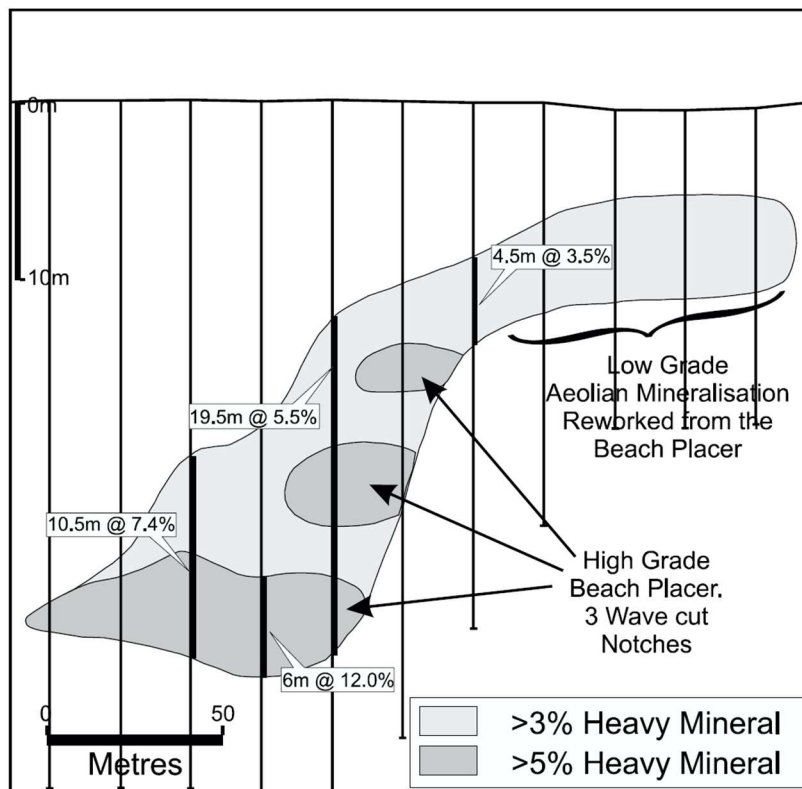 0m
10m
4.5m @ 3.5%
Low Grade
Aeolian Mineralisation
Reworked from the
Beach Placer
19.5m @ 5.5%
10.5m @ 7.4%
High Grade
Beach Placer.
3 Wave cut
Notches
6m @ 12.0%
0 50
Metres
>3% Heavy Mineral
>5% Heavy Mineral